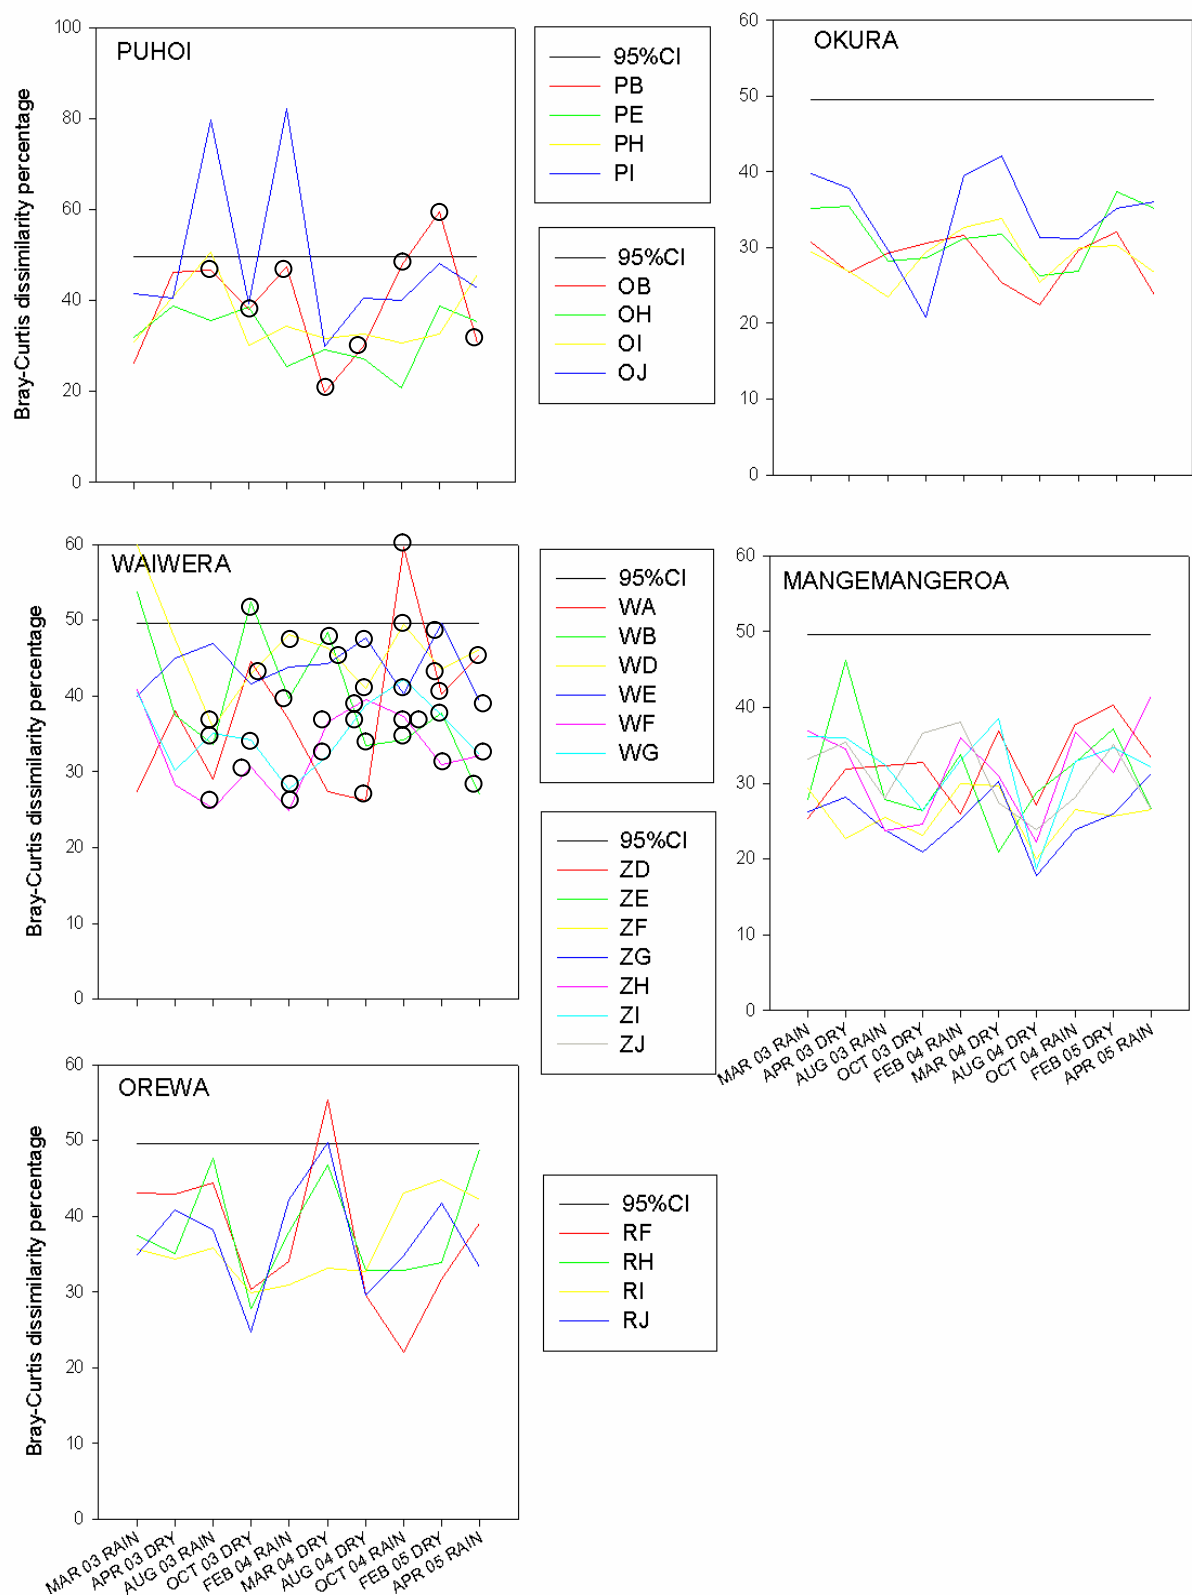 PUHOI
100
80
60
40
20
0
Bray-Curtis dissimilarity percentage
95%CI
PB
PE
PH
PI
95%CI
OB
OH
OI
OJ
OKURA
60
50
40
30
20
10
0
WAIWERA
60
50
40
30
20
10
0
Bray-Curtis dissimilarity percentage
95%CI
WA
WB
WD
WE
WF
WG
95%CI
ZD
ZE
ZF
ZG
ZH
ZI
ZJ
MANGEMANGEROA
60
50
40
30
20
10
0
MAR 03 RAIN
APR 03 DRY
AUG 03 RAIN
OCT 03 DRY
FEB 04 RAIN
MAR 04 DRY
AUG 04 DRY
OCT 04 RAIN
FEB 05 DRY
APR 05 RAIN
OREWA
60
50
40
30
20
10
0
Bray-Curtis dissimilarity percentage
MAR 03 RAIN
APR 03 DRY
AUG 03 RAIN
OCT 03 DRY
FEB 04 RAIN
MAR 04 DRY
AUG 04 DRY
OCT 04 RAIN
FEB 05 DRY
APR 05 RAIN
95%CI
RF
RH
RI
RJ